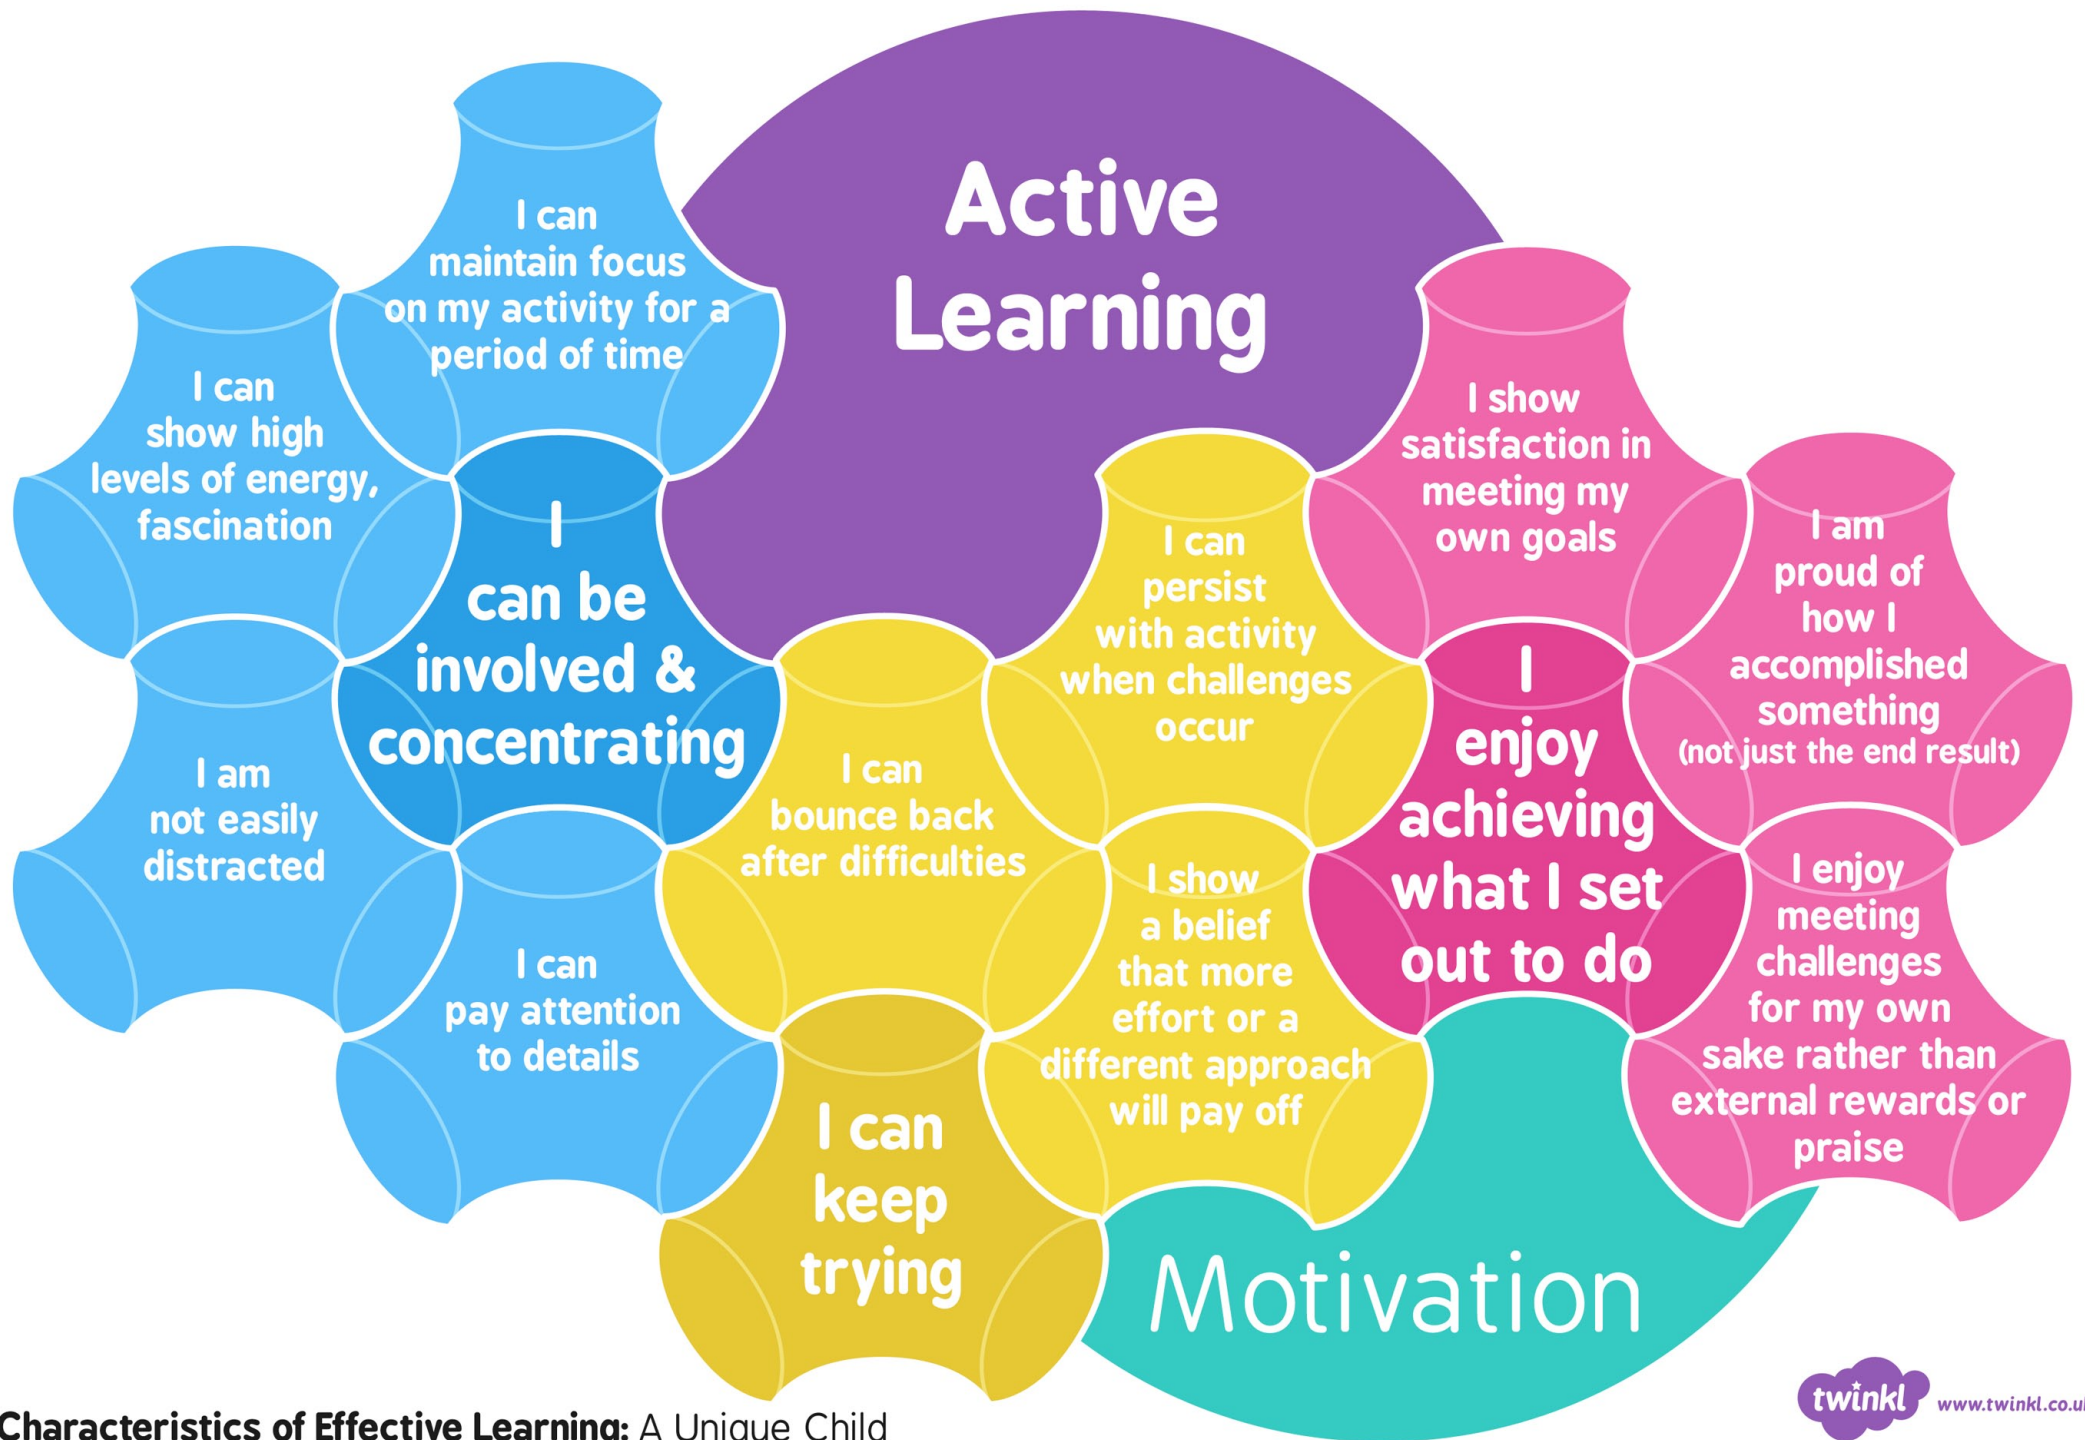 Active
Learning
I can
maintain focus
on my activity for a
period of time
I can
show high
levels of energy,
fascination
I
can be
involved &
concentrating
I am
not easily
distracted
I can
pay attention
to details
I can
persist
with activity
when challenges
occur
I can
bounce back
after difficulties
I show
a belief
that more
effort or a
different approach
will pay off
I can
keep
trying
I show
satisfaction in
meeting my
own goals
I am
proud of
how I
accomplished
something
(not just the end result)
I
enjoy
achieving
what I set
out to do
I enjoy
meeting
challenges
for my own
sake rather than
external rewards or
praise
Motivation
Characteristics of Effective Learning: A Unique Child
twinkl
www.twinkl.co.uk